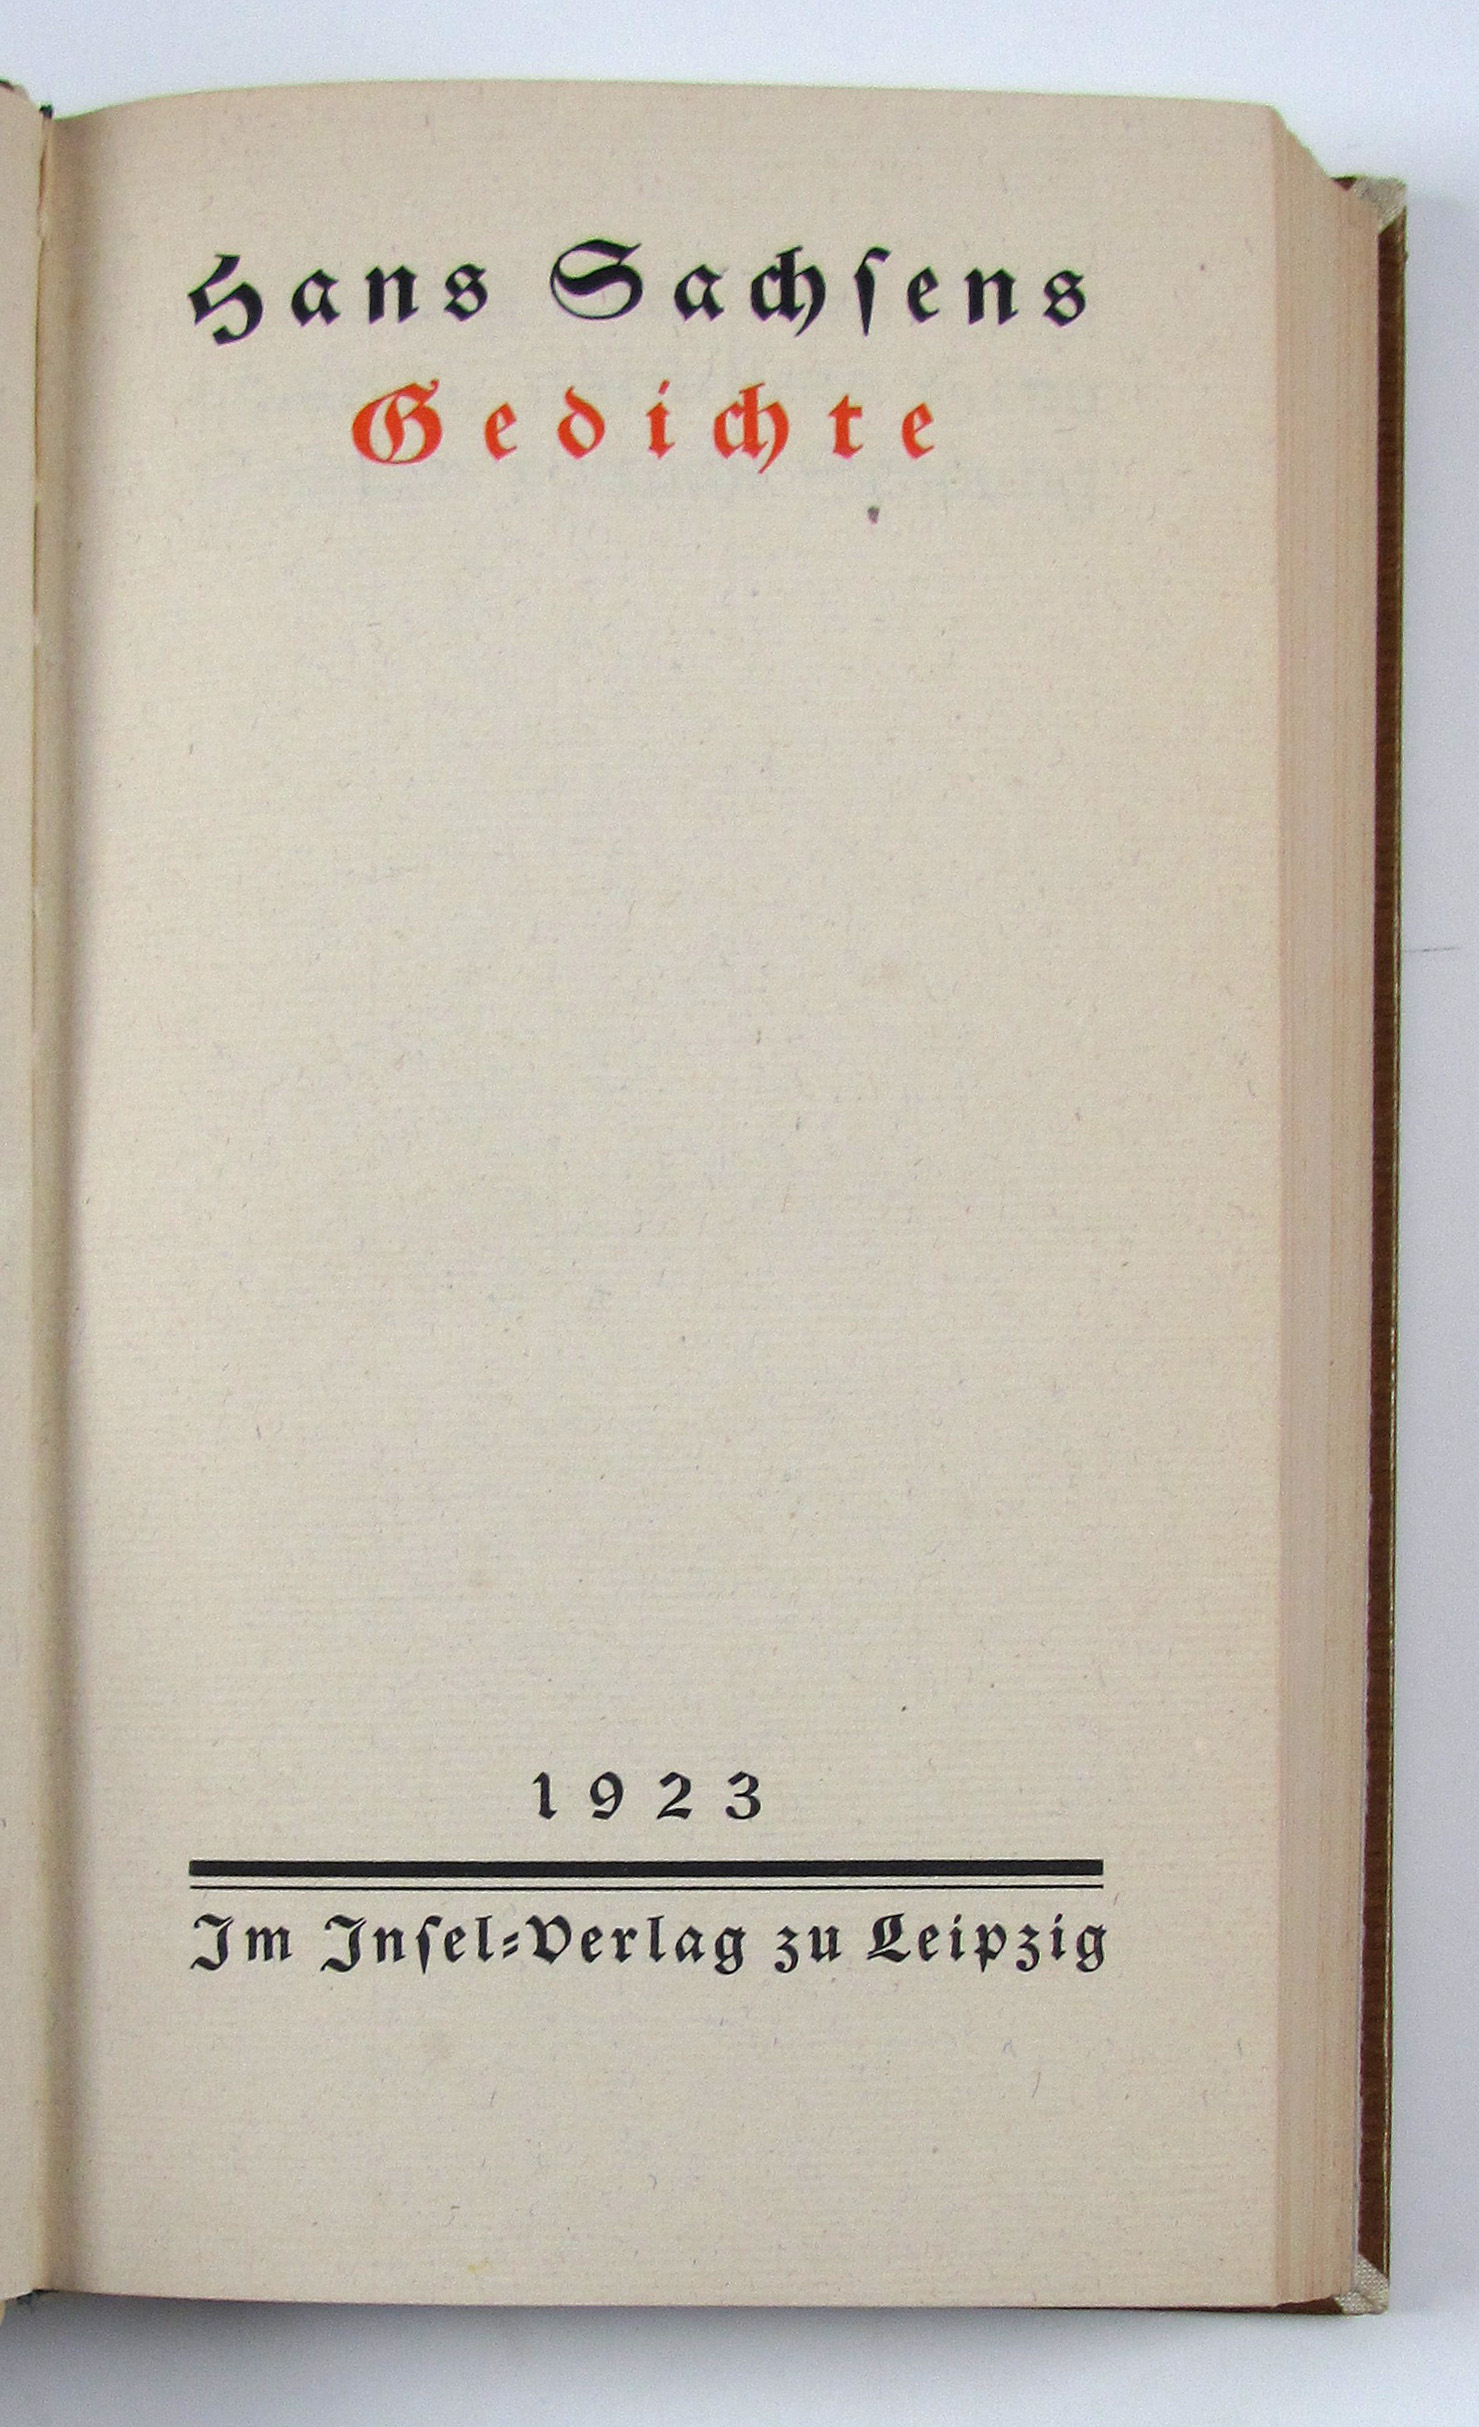 Hans Sachſens
Gedichte
1923
Im Inſel⸗Verlag zu Leipzig